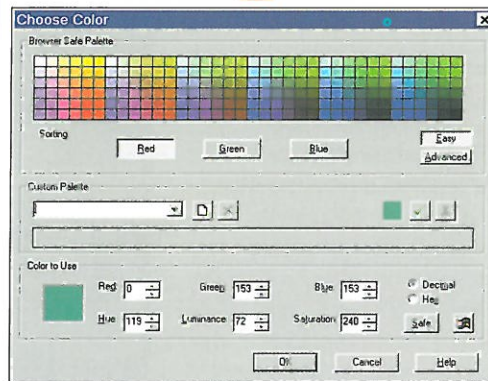 Choose Color
Browser Safe Palette
Sorting
Red Green Blue
Easy
Advanced
Custom Palette
Color to Use
Red: 0 Green 153 Blue 153
Decimal
Hex
Hue 119 Luminance 72 Saturation 240
Safe
OK Cancel Help